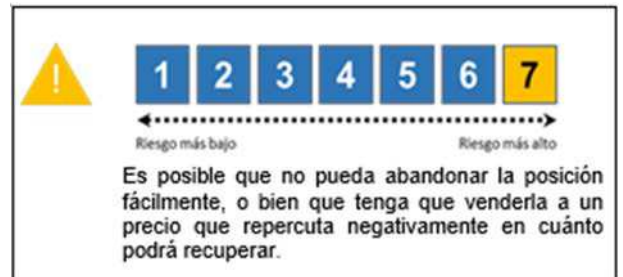 !
1 2 3 4 5 6 7
Riesgo más bajo Riesgo más alto
Es posible que no pueda abandonar la posición
fácilmente, o bien que tenga que venderla a un
precio que repercuta negativamente en cuánto
podrá recuperar.